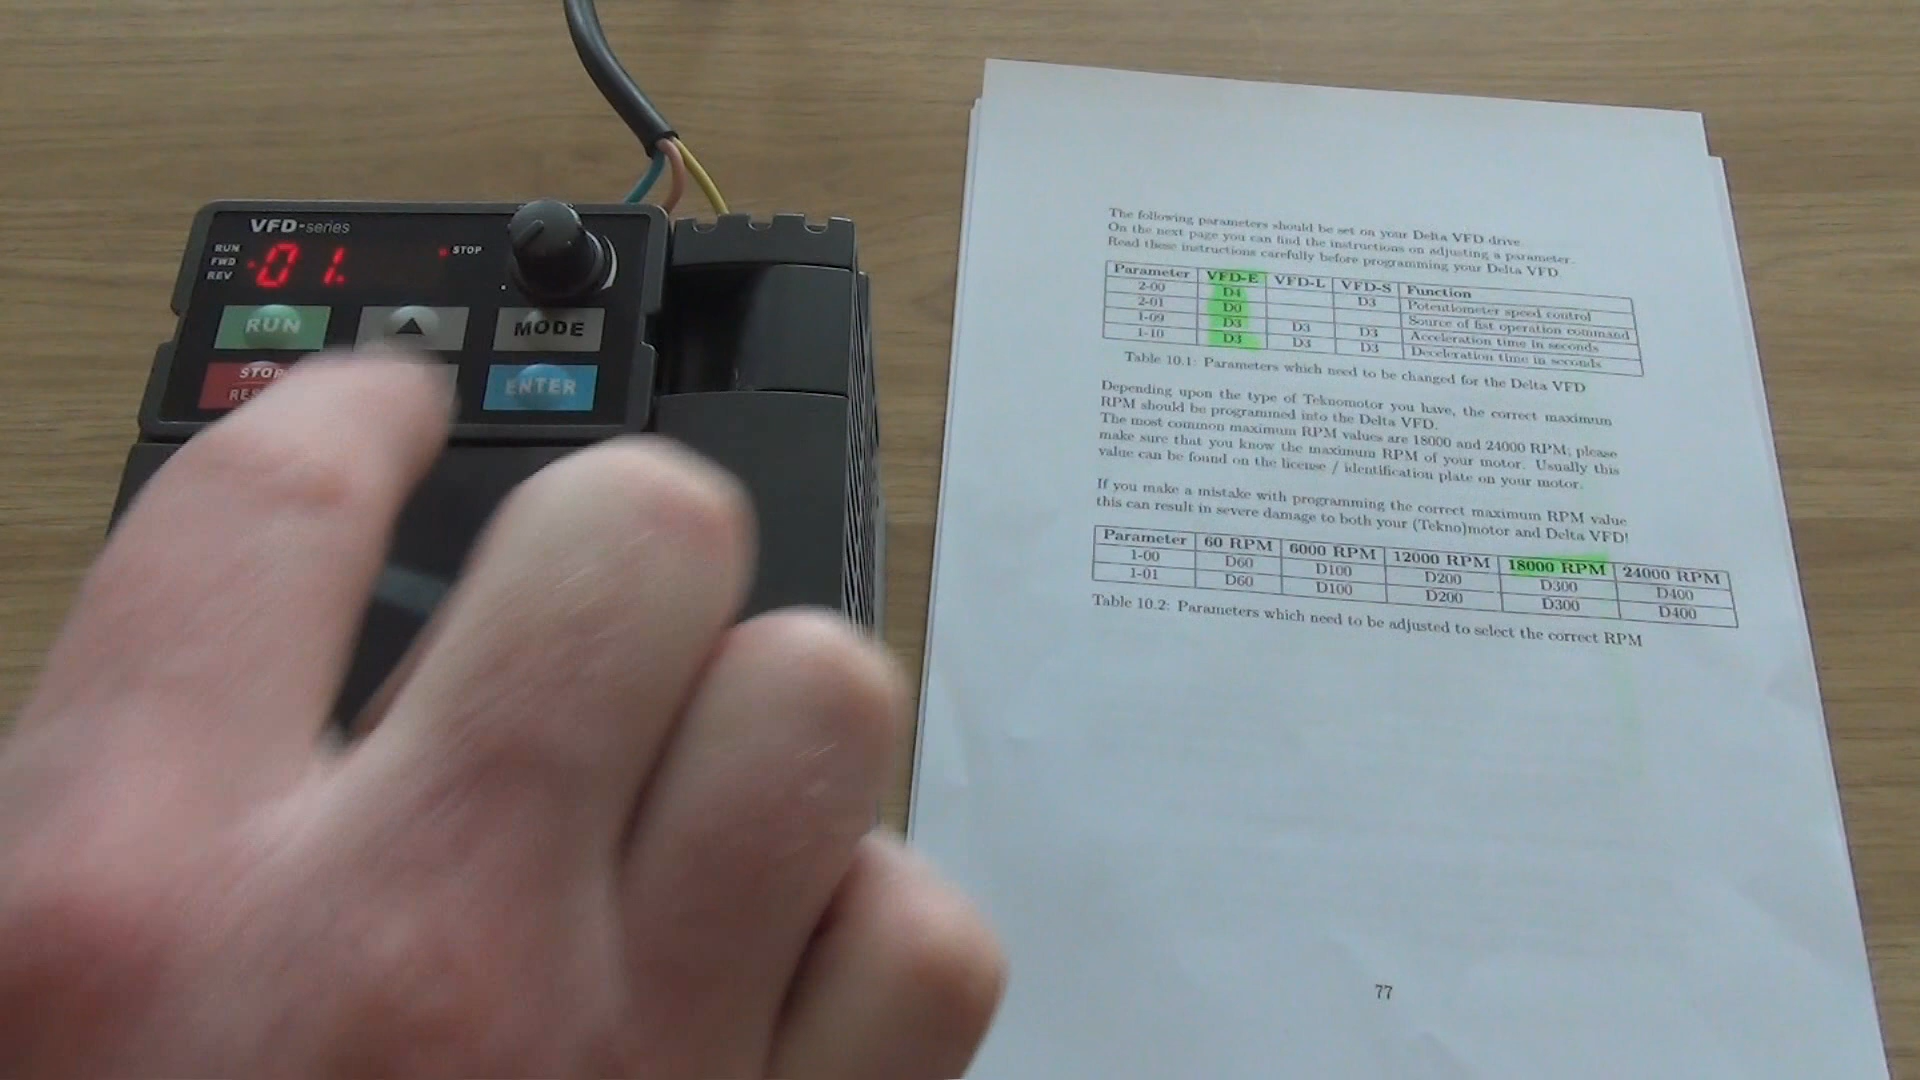 VFD-series
RUN
FWD
REV
01.
STOP
RUN
▲
MODE
STOP
ENTER
The following parameters should be set on your Delta VFD drive.
On the next page you can find the instructions on adjusting a parameter.
Read these instructions carefully before programming your Delta VFD
Parameter VFD-E VFD-L VFD-S Function
2-00 D4 D3 Potentiometer speed control
2-01 D0 Source of fist operation command
1-09 D3 D3 D3 Acceleration time in seconds
1-10 D3 D3 D3 Deceleration time in seconds
Table 10.1: Parameters which need to be changed for the Delta VFD
Depending upon the type of Teknomotor you have, the correct maximum
RPM should be programmed into the Delta VFD.
The most common maximum RPM values are 18000 and 24000 RPM; please
make sure that you know the maximum RPM of your motor. Usually this
value can be found on the license / identification plate on your motor.
If you make a mistake with programming the correct maximum RPM value
this can result in severe damage to both your (Tekno)motor and Delta VFD!
Parameter 60 RPM 6000 RPM 12000 RPM 18000 RPM 24000 RPM
1-00 D60 D100 D200 D300 D400
1-01 D60 D100 D200 D300 D400
Table 10.2: Parameters which need to be adjusted to select the correct RPM
77